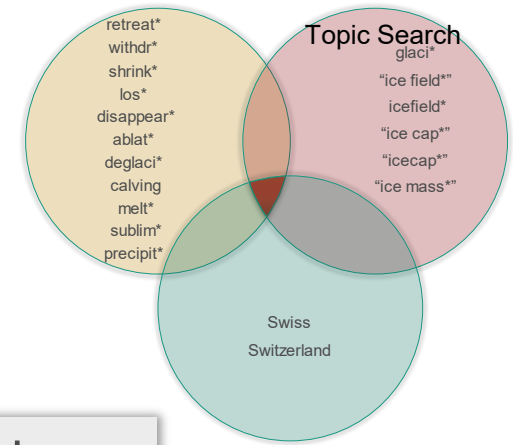 Topic Search
retreat*
withdr*
shrink*
los*
disappear*
ablat*
deglaci*
calving
melt*
sublim*
precipit*
glaci*
“ice field*”
icefield*
“ice cap*”
“icecap*”
“ice mass*”
Swiss
Switzerland